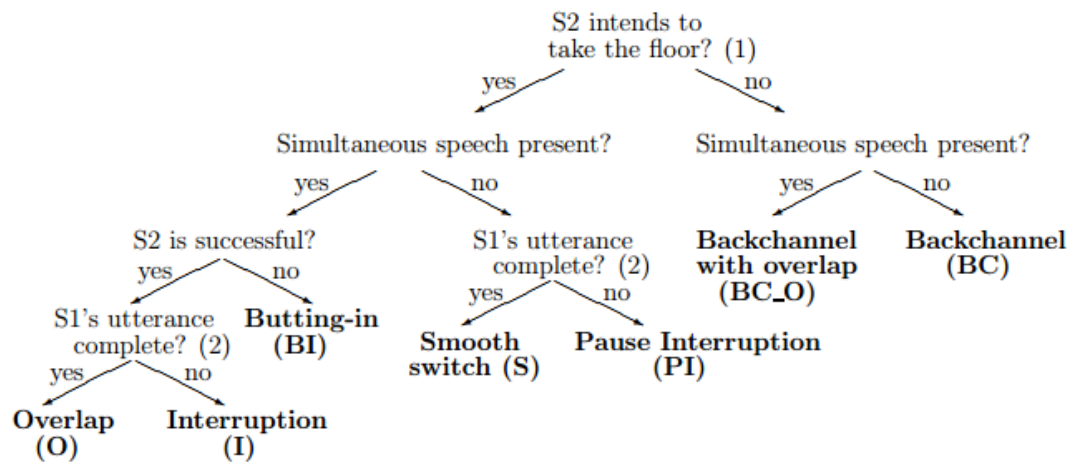 S2 intends to
take the floor? (1)
yes
no
Simultaneous speech present?
Simultaneous speech present?
yes
no
yes
no
S2 is successful?
S1's utterance
complete? (2)
Backchannel
with overlap
(BC_O)
Backchannel
(BC)
yes
no
yes
no
S1's utterance
complete? (2)
Butting-in
(BI)
Smooth
switch (S)
Pause Interruption
(PI)
yes
no
Overlap
(O)
Interruption
(I)